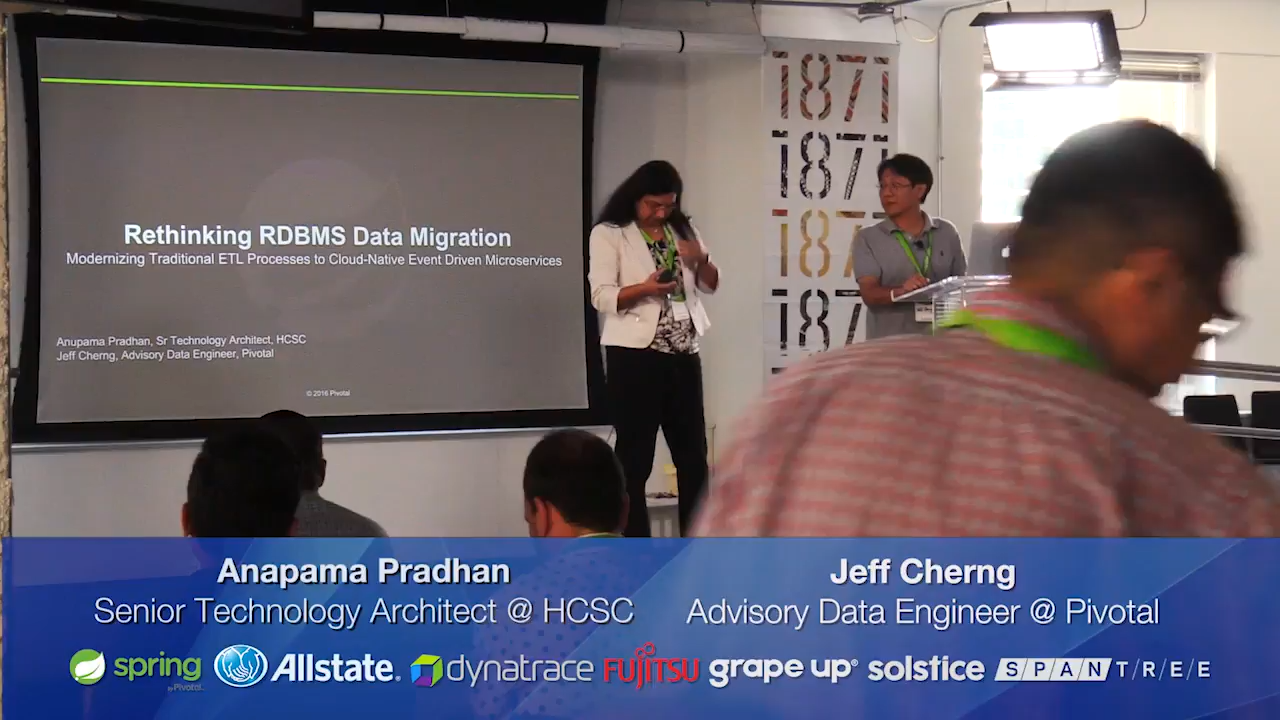 Rethinking RDBMS Data Migration
Modernizing Traditional ETL Processes to Cloud-Native Event Driven Microservices
Anupama Pradhan, Sr Technology Architect, HCSC
Jeff Cherng, Advisory Data Engineer, Pivotal
© 2016 Pivotal
1871
1871
1871
1871
Anapama Pradhan
Senior Technology Architect @ HCSC
Jeff Cherng
Advisory Data Engineer @ Pivotal
spring
by Pivotal.
Allstate.
dynatrace
FUJITSU
grape up®
solstice
SPANT/R/E/E